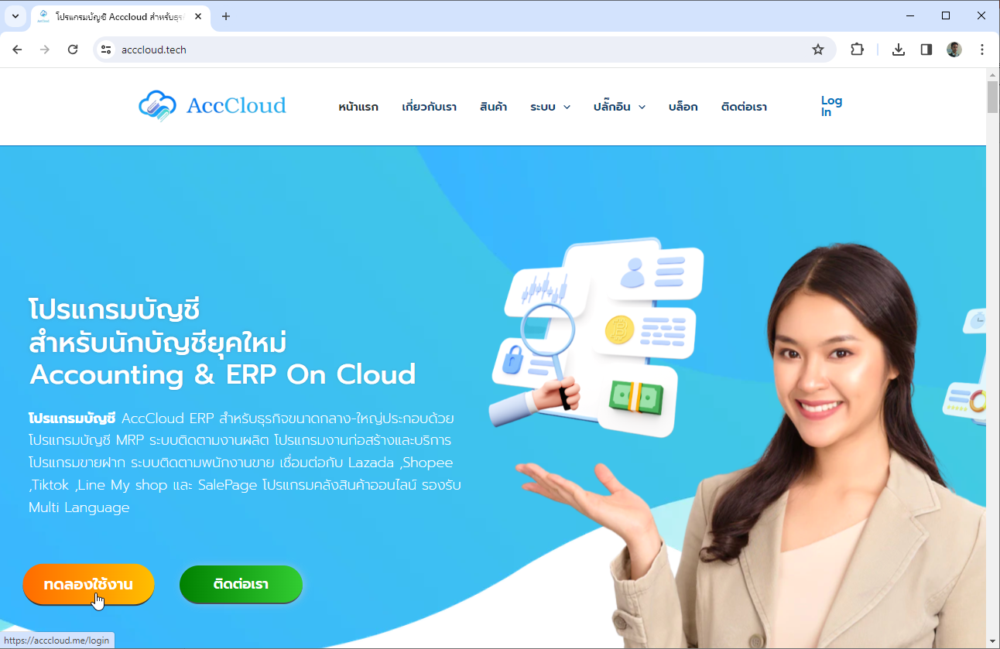 โปรแกรมบัญชี Acccloud สำหรับธุรกิ
acccloud.tech
AccCloud
หน้าแรก
เกี่ยวกับเรา
สินค้า
ระบบ
ปลั๊กอิน
บล็อก
ติดต่อเรา
Log
In
โปรแกรมบัญชี
สำหรับนักบัญชียุคใหม่
Accounting & ERP On Cloud
โปรแกรมบัญชี AccCloud ERP สำหรับธุรกิจขนาดกลาง-ใหญ่ประกอบด้วย
โปรแกรมบัญชี MRP ระบบติดตามงานผลิต โปรแกรมงานก่อสร้างและบริการ
โปรแกรมขายฝาก ระบบติดตามพนักงานขาย เชื่อมต่อกับ Lazada ,Shopee
,Tiktok ,Line My shop และ SalePage โปรแกรมคลังสินค้าออนไลน์ รองรับ
Multi Language
ทดลองใช้งาน
ติดต่อเรา
https://acccloud.me/login